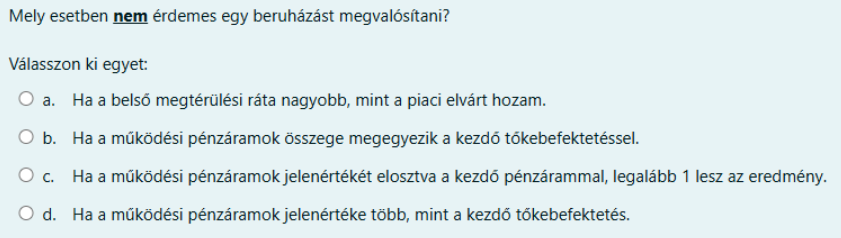 Mely esetben nem érdemes egy beruházást megvalósítani?
Válasszon ki egyet:
a. Ha a belső megtérülési ráta nagyobb, mint a piaci elvárt hozam.
b. Ha a működési pénzáramok összege megegyezik a kezdő tőkebefektetéssel.
c. Ha a működési pénzáramok jelenértékét elosztva a kezdő pénzárammal, legalább 1 lesz az eredmény.
d. Ha a működési pénzáramok jelenértéke több, mint a kezdő tőkebefektetés.